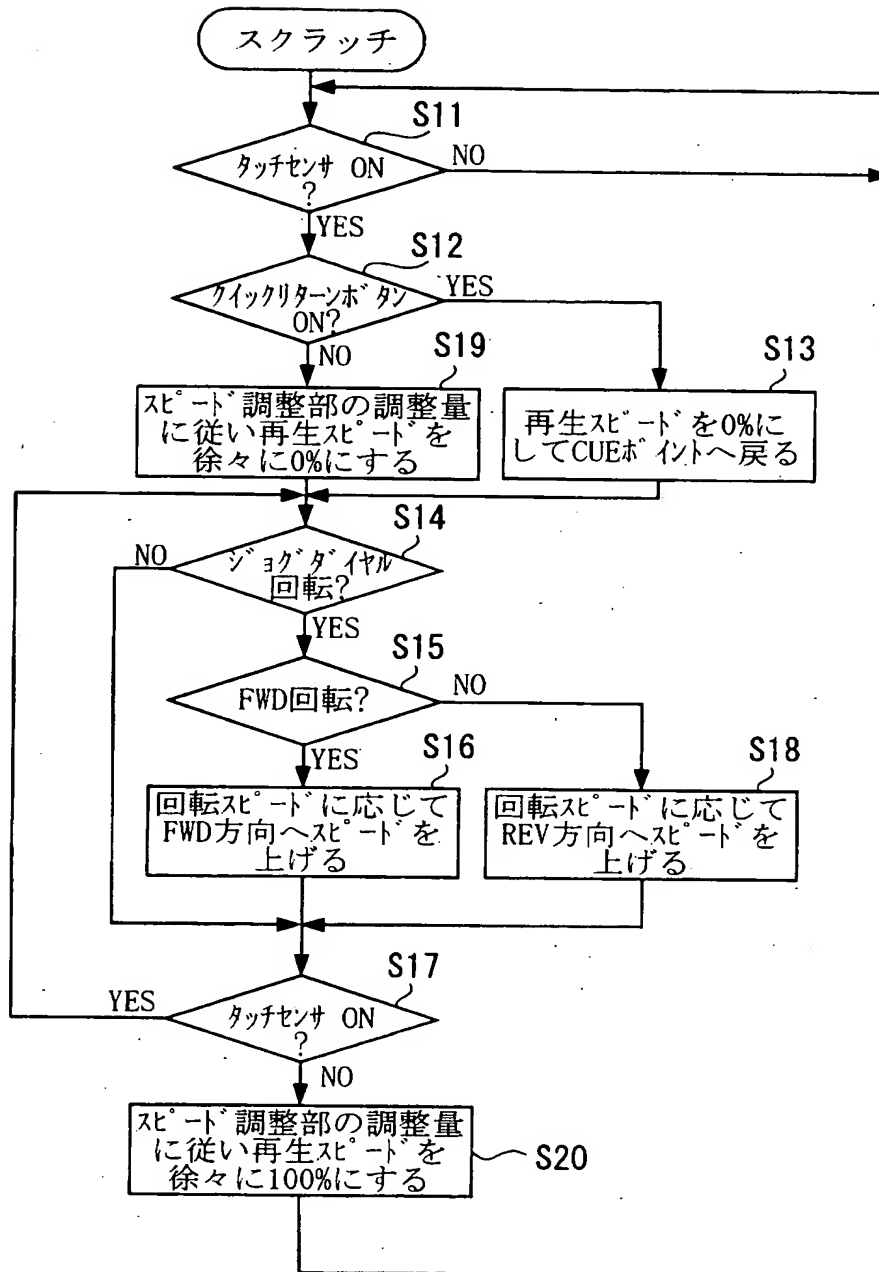 スクラッチ
S11
タッチセンサ ON
?
NO
YES
S12
クイックリターンボタン
ON?
YES
NO
S19
スピード調整部の調整量
に従い再生スピードを
徐々に0%にする
S13
再生スピードを0%に
してCUEポイントへ戻る
S14
ジョグダイヤル
回転?
NO
YES
S15
FWD回転?
NO
YES
S16
回転スピードに応じて
FWD方向へスピードを
上げる
S18
回転スピードに応じて
REV方向へスピードを
上げる
S17
タッチセンサ ON
?
YES
NO
スピード調整部の調整量
に従い再生スピードを
徐々に100%にする
S20